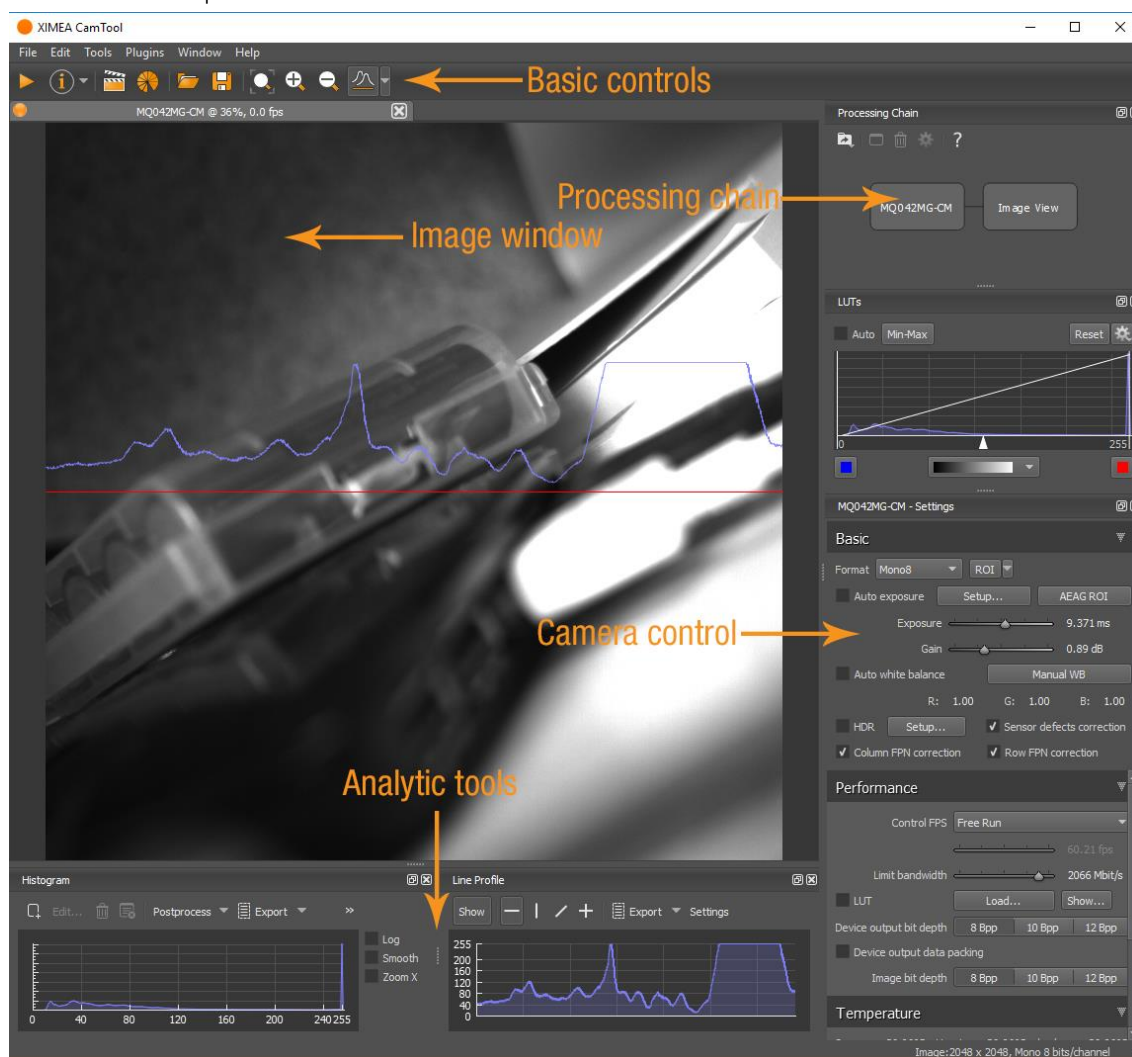 XIMEA CamTool
File Edit Tools Plugins Window Help
Basic controls
MQ042MG-CM @ 36%, 0.0 fps
Processing Chain
?
Processing chain
MQ042MG-CM
Image View
Image window
LUTs
Auto
Min-Max
Reset
0
255
MQ042MG-CM - Settings
Basic
Format Mono8 ROI
Auto exposure Setup... AEAG ROI
Exposure 9.371 ms
Camera control
Gain 0.89 dB
Auto white balance Manual WB
R: 1.00 G: 1.00 B: 1.00
HDR Setup... Sensor defects correction
Column FPN correction Row FPN correction
Analytic tools
Performance
Control FPS Free Run
60.21 fps
Limit bandwidth 2066 Mbit/s
LUT Load... Show...
Device output bit depth 8 Bpp 10 Bpp 12 Bpp
Device output data packing
Image bit depth 8 Bpp 10 Bpp 12 Bpp
Temperature
Image:2048 x 2048, Mono 8 bits/channel
Histogram
Edit... Postprocess Export »
Log
Smooth
Zoom X
0 40 80 120 160 200 240 255
Line Profile
Show Export Settings
255
200
160
120
80
40
0